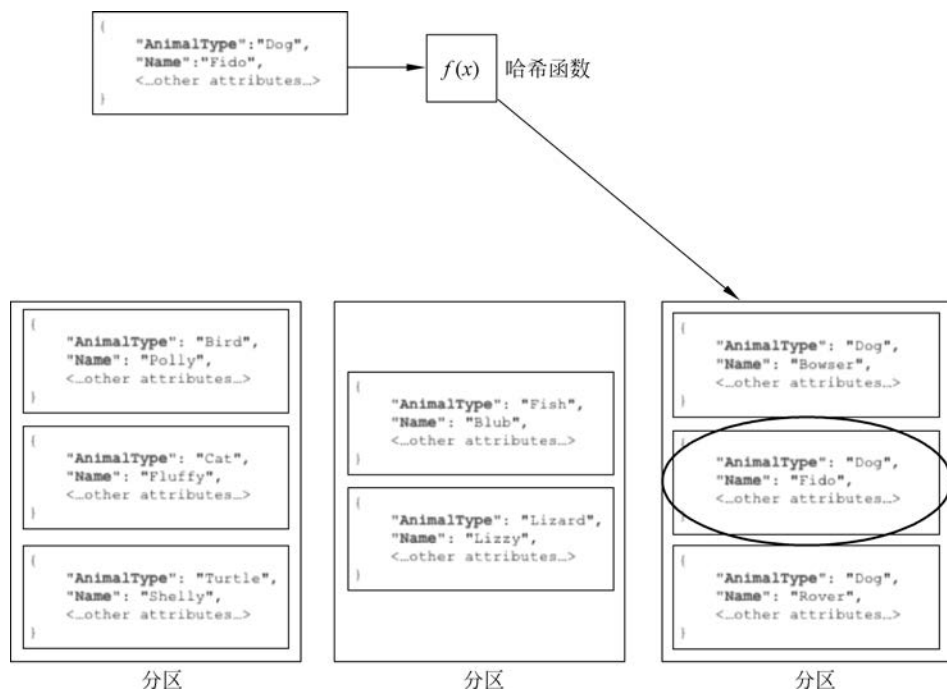 {
"AnimalType":"Dog",
"Name":"Fido",
<…other attributes…>
}
f(x)
哈希函数
{
"AnimalType": "Bird",
"Name": "Polly",
<…other attributes…>
}
{
"AnimalType": "Cat",
"Name": "Fluffy",
<…other attributes…>
}
{
"AnimalType": "Turtle",
"Name": "Shelly",
<…other attributes…>
}
分区
{
"AnimalType": "Fish",
"Name": "Blub",
<…other attributes…>
}
{
"AnimalType": "Lizard",
"Name": "Lizzy",
<…other attributes…>
}
分区
{
"AnimalType": "Dog",
"Name": "Bowser",
<…other attributes…>
}
{
"AnimalType": "Dog",
"Name": "Fido",
<…other attributes…>
}
{
"AnimalType": "Dog",
"Name": "Rover",
<…other attributes…>
}
分区